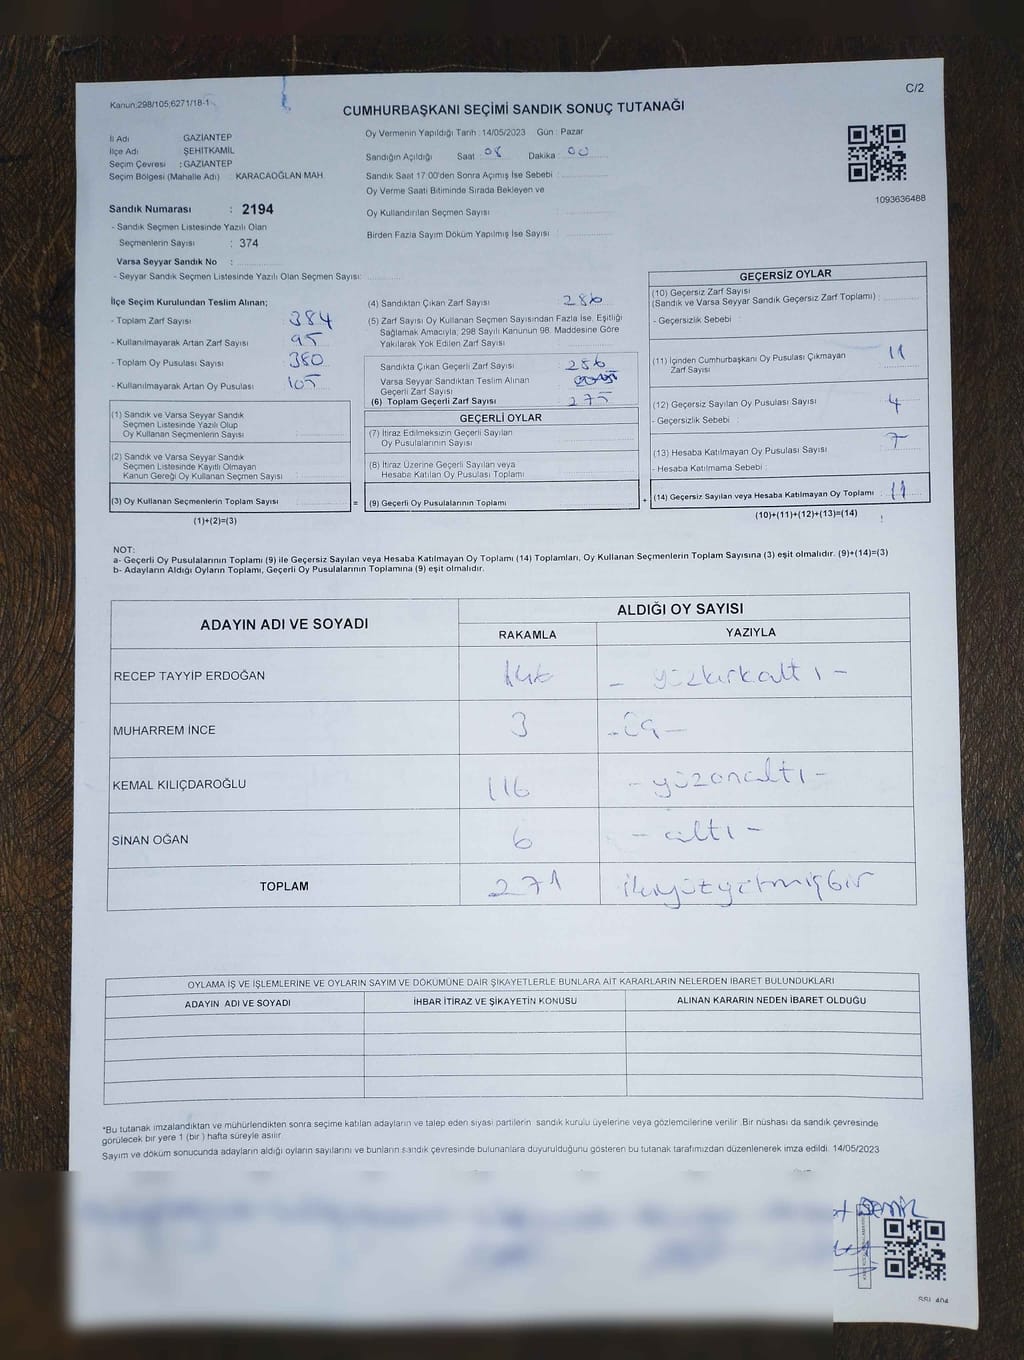 Kanun;298/105;6271/18-1
C/2
CUMHURBAŞKANI SEÇİMİ SANDIK SONUÇ TUTANAĞI
İl Adı GAZİANTEP
İlçe Adı ŞEHİTKAMİL
Seçim Çevresi : GAZİANTEP
Seçim Bölgesi (Mahalle Adı) : KARACAOĞLAN MAH.
Oy Vermenin Yapıldığı Tarih : 14/05/2023 Gün : Pazar
Sandığın Açıldığı Saat : 08 Dakika : 00
Sandık Saat 17:00'den Sonra Açımış İse Sebebi :
Oy Verme Saati Bitiminde Sırada Bekleyen ve
Oy Kullandırılan Seçmen Sayısı :
Birden Fazla Sayım Döküm Yapılmış İse Sayısı :
1093636488
Sandık Numarası : 2194
- Sandık Seçmen Listesinde Yazılı Olan
Seçmenlerin Sayısı : 374
Varsa Seyyar Sandık No :
- Seyyar Sandık Seçmen Listesinde Yazılı Olan Seçmen Sayısı:
İlçe Seçim Kurulundan Teslim Alınan;
- Toplam Zarf Sayısı : 384
- Kullanılmayarak Artan Zarf Sayısı : 95
- Toplam Oy Pusulası Sayısı : 380
- Kullanılmayarak Artan Oy Pusulası : 105
(1) Sandık ve Varsa Seyyar Sandık
Seçmen Listesinde Yazılı Olup
Oy Kullanan Seçmenlerin Sayısı :
(2) Sandık ve Varsa Seyyar Sandık
Seçmen Listesinde Kayıtlı Olmayan
Kanun Gereği Oy Kullanan Seçmen Sayısı :
(3) Oy Kullanan Seçmenlerin Toplam Sayısı :
(1)+(2)=(3)
(4) Sandıktan Çıkan Zarf Sayısı : 286
(5) Zarf Sayısı Oy Kullanan Seçmen Sayısından Fazla İse, Eşitliği
Sağlamak Amacıyla; 298 Sayılı Kanunun 98. Maddesine Göre
Yakılarak Yok Edilen Zarf Sayısı :
Sandıkta Çıkan Geçerli Zarf Sayısı : 286
Varsa Seyyar Sandıktan Teslim Alınan
Geçerli Zarf Sayısı :
(6) Toplam Geçerli Zarf Sayısı : 275
GEÇERLİ OYLAR
(7) İtiraz Edilmeksizin Geçerli Sayılan
Oy Pusulalarının Sayısı :
(8) İtiraz Üzerine Geçerli Sayılan veya
Hesaba Katılan Oy Pusulası Toplamı :
= (9) Geçerli Oy Pusulalarının Toplamı :
GEÇERSİZ OYLAR
(10) Geçersiz Zarf Sayısı
(Sandık ve Varsa Seyyar Sandık Geçersiz Zarf Toplamı) :
- Geçersizlik Sebebi :
(11) İçinden Cumhurbaşkanı Oy Pusulası Çıkmayan
Zarf Sayısı : 11
(12) Geçersiz Sayılan Oy Pusulası Sayısı : 4
- Geçersizlik Sebebi :
(13) Hesaba Katılmayan Oy Pusulası Sayısı : 7
- Hesaba Katılmama Sebebi :
+ (14) Geçersiz Sayılan veya Hesaba Katılmayan Oy Toplamı : 11
(10)+(11)+(12)+(13)=(14)
NOT:
a- Geçerli Oy Pusulalarının Toplamı (9) ile Geçersiz Sayılan veya Hesaba Katılmayan Oy Toplamı (14) Toplamları, Oy Kullanan Seçmenlerin Toplam Sayısına (3) eşit olmalıdır. (9)+(14)=(3)
b- Adayların Aldığı Oyların Toplamı, Geçerli Oy Pusulalarının Toplamına (9) eşit olmalıdır.
ADAYIN ADI VE SOYADI ALDIĞI OY SAYISI
RAKAMLA YAZIYLA
RECEP TAYYİP ERDOĞAN 146 - yüzkırkaltı -
MUHARREM İNCE 3 - üç -
KEMAL KILIÇDAROĞLU 116 - yüzonaltı -
SİNAN OĞAN 6 - altı -
TOPLAM 271 ikiyüzyetmişbir
OYLAMA İŞ VE İŞLEMLERİNE VE OYLARIN SAYIM VE DÖKÜMÜNE DAİR ŞİKAYETLERLE BUNLARA AİT KARARLARIN NELERDEN İBARET BULUNDUKLARI
ADAYIN ADI VE SOYADI İHBAR İTİRAZ VE ŞİKAYETİN KONUSU ALINAN KARARIN NEDEN İBARET OLDUĞU
*Bu tutanak imzalandıktan ve mühürlendikten sonra seçime katılan adayların ve talep eden siyasi partilerin sandık kurulu üyelerine veya gözlemcilerine verilir .Bir nüshası da sandık çevresinde
görülecek bir yere 1 (bir ) hafta süreyle asılır.
Sayım ve döküm sonucunda adayların aldığı oyların sayılarını ve bunların sandık çevresinde bulunanlara duyurulduğunu gösteren bu tutanak tarafımızdan düzenlenerek imza edildi. 14/05/2023